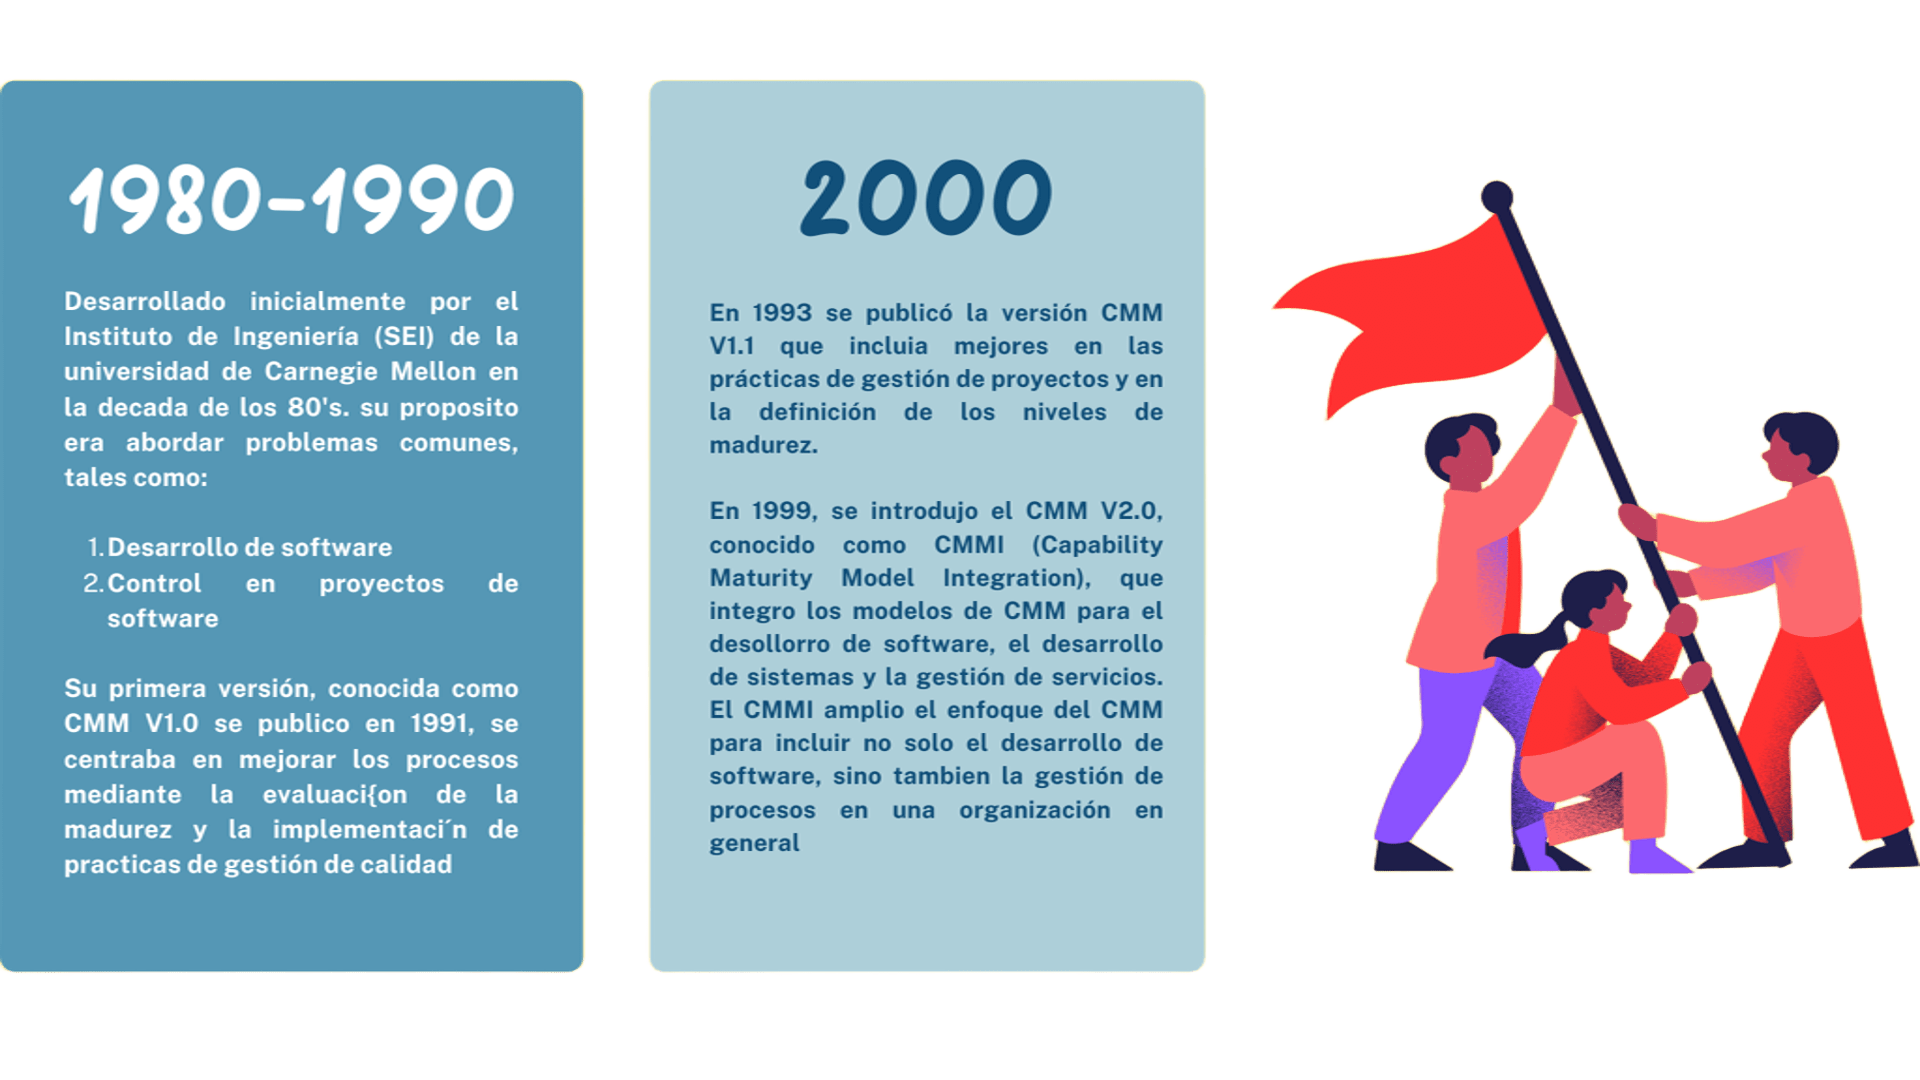 1980-1990
Desarrollado inicialmente por el
Instituto de Ingeniería (SEI) de la
universidad de Carnegie Mellon en
la decada de los 80's. su proposito
era abordar problemas comunes,
tales como:
1. Desarrollo de software
2. Control en proyectos de
software
Su primera versión, conocida como
CMM V1.0 se publico en 1991, se
centraba en mejorar los procesos
mediante la evaluaci{on de la
madurez y la implementaci´n de
practicas de gestión de calidad
2000
En 1993 se publicó la versión CMM
V1.1 que incluia mejores en las
prácticas de gestión de proyectos y en
la definición de los niveles de
madurez.
En 1999, se introdujo el CMM V2.0,
conocido como CMMI (Capability
Maturity Model Integration), que
integro los modelos de CMM para el
desollorro de software, el desarrollo
de sistemas y la gestión de servicios.
El CMMI amplio el enfoque del CMM
para incluir no solo el desarrollo de
software, sino tambien la gestión de
procesos en una organización en
general